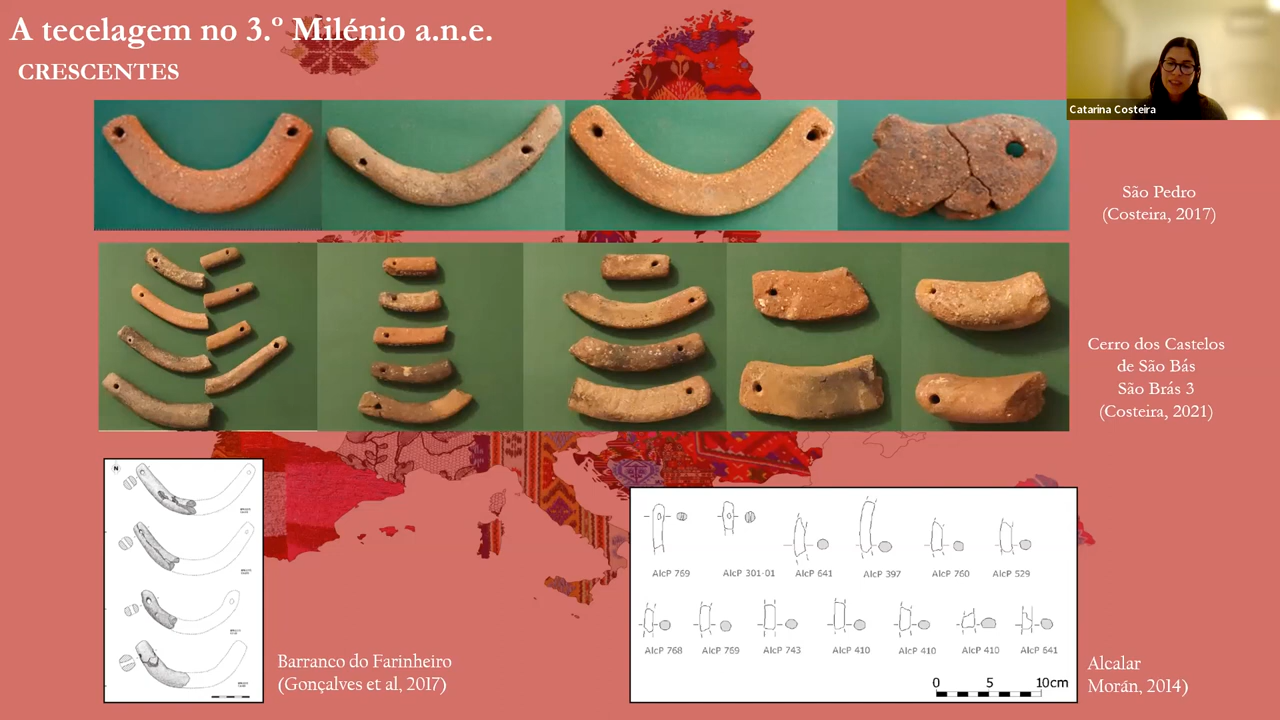 A tecelagem no 3.º Milénio a.n.e.
CRESCENTES
Catarina Costeira
São Pedro
(Costeira, 2017)
Cerro dos Castelos
de São Bás
São Brás 3
(Costeira, 2021)
N
Barranco do Farinheiro
(Gonçalves et al, 2017)
AlcP 769 AlcP 301-01 AlcP 641 AlcP 397 AlcP 760 AlcP 529
AlcP 768 AlcP 769 AlcP 743 AlcP 410 AlcP 410 AlcP 410 AlcP 641
0 5 10cm
Alcalar
Morán, 2014)